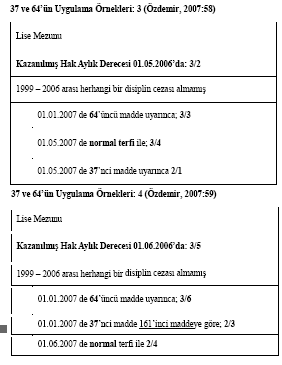 37 ve 64'ün Uygulama Örnekleri: 3 (Özdemir, 2007:58)
Lise Mezunu
Kazanılmış Hak Aylık Derecesi 01.05.2006'da: 3/2
1999 – 2006 arası herhangi bir disiplin cezası almamış
01.01.2007 de 64'üncü madde uyarınca; 3/3
01.05.2007 de normal terfi ile; 3/4
01.05.2007 de 37'nci madde uyarınca 2/1
37 ve 64'ün Uygulama Örnekleri: 4 (Özdemir, 2007:59)
Lise Mezunu
Kazanılmış Hak Aylık Derecesi 01.06.2006'da: 3/5
1999 – 2006 arası herhangi bir disiplin cezası almamış
01.01.2007 de 64'üncü madde uyarınca; 3/6
01.01.2007 de 37'nci madde 161'inci maddeye göre; 2/3
01.06.2007 de normal terfi ile 2/4